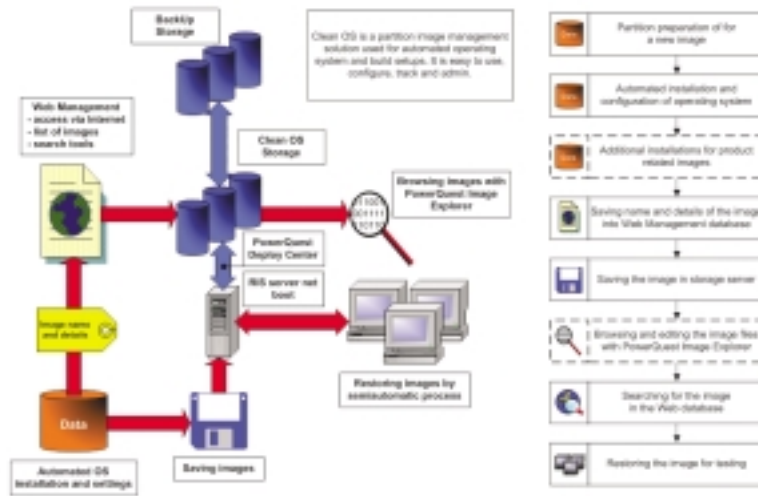 BackUp
Storage
Clean OS is a partition image management
solution used for automated operating
system and build setups. It is easy to use,
configure, track and admin.
Web Management
- access via Internet
- list of images
- search tools
Clean OS
Storage
Browsing images with
PowerQuest Image
Explorer
PowerQuest
Deploy Center
RIS server net
boot
Image name
and details
Restoring images by
semiautomatic process
Data
Automated OS
installation and settings
Saving images
Data
Partition preparation of for
a new image
Data
Automated installation and
configuration of operating system
Data
Additional installations for product
related images
Saving name and details of the image
into Web Management database
Saving the image in storage server
Browsing and editing the image files
with PowerQuest Image Explorer
Searching for the image
in the Web database
Restoring the image for testing